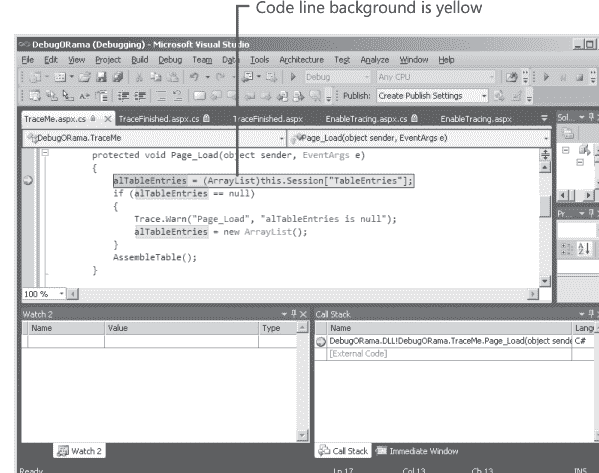 Code line background is yellow
DebugORama (Debugging) - Microsoft Visual Studio
File Edit View Project Build Debug Team Data Tools Architecture Test Analyze Window Help
Debug Any CPU
Publish: Create Publish Settings
TraceMe.aspx.cs TraceFinished.aspx.cs TraceFinished.aspx EnableTracing.aspx.cs EnableTracing.aspx Sol...
DebugORama.TraceMe Page_Load(object sender, EventArgs e)
protected void Page_Load(object sender, EventArgs e)
{
alTableEntries = (ArrayList)this.Session["TableEntries"];
if (alTableEntries == null)
{
Trace.Warn("Page_Load", "alTableEntries is null");
alTableEntries = new ArrayList();
}
AssembleTable();
}
Pr...
100 %
Watch 2
Name Value Type
Call Stack
Name Lang
DebugORama.DLL!DebugORama.TraceMe.Page_Load(object sende C#
[External Code]
Watch 2
Call Stack Immediate Window
Ready Ln 17 Col 13 Ch 13 INS